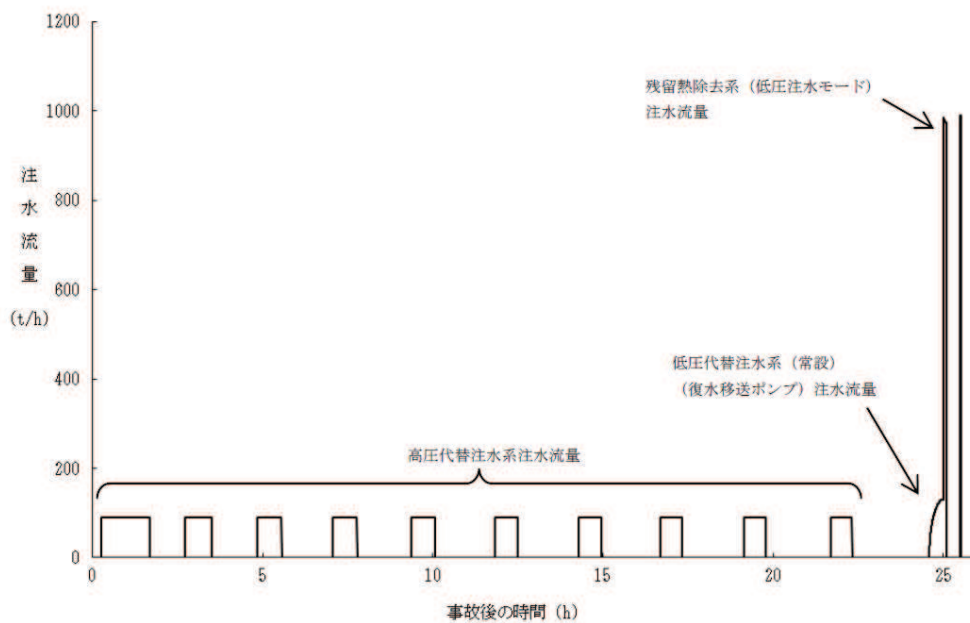 1200
1000
800
600
400
200
0
注
水
流
量
(t/h)
残留熱除去系（低圧注水モード）
注水流量
低圧代替注水系（常設）
（復水移送ポンプ）注水流量
高圧代替注水系注水流量
0
5
10
15
20
25
事故後の時間（h）